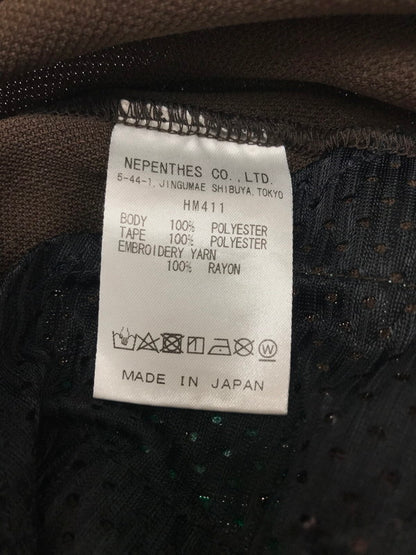 NEPENTHES CO.,LTD.
5-44-1, JINGUMAE SHIBUYA, TOKYO
HM411
BODY 100% POLYESTER
TAPE 100% POLYESTER
EMBROIDERY YARN
100% RAYON
W
MADE IN JAPAN